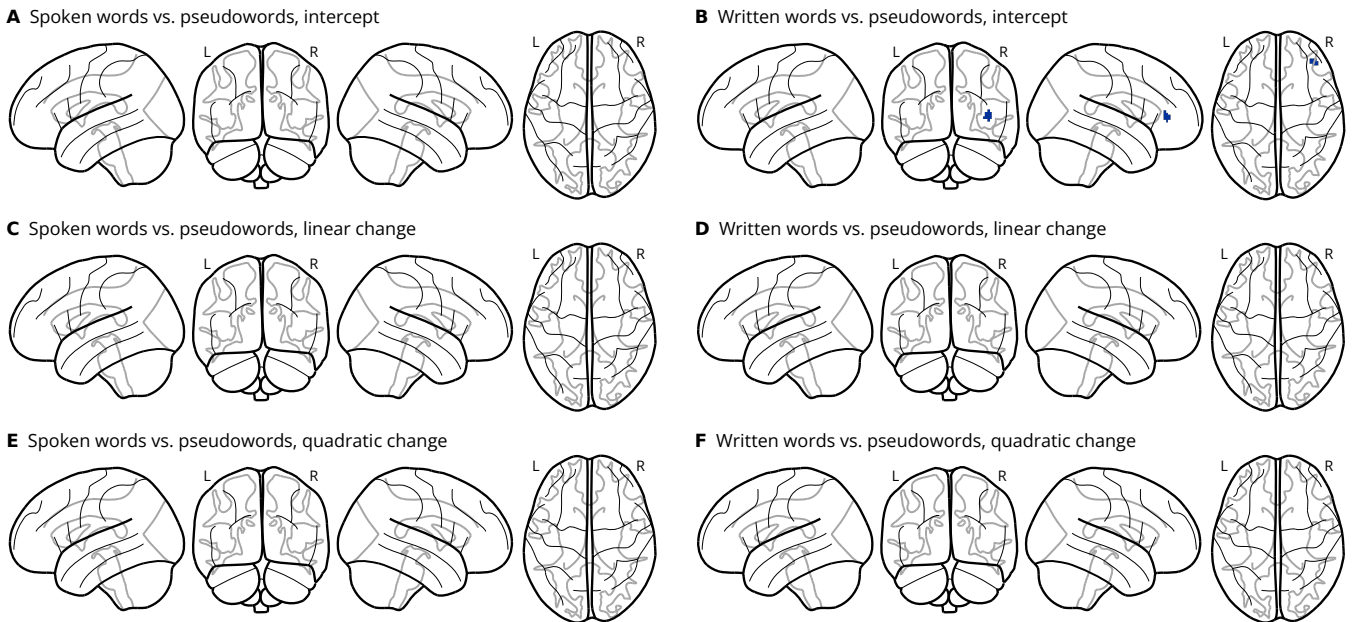 A Spoken words vs. pseudowords, intercept
L R L R
B Written words vs. pseudowords, intercept
L R L R
C Spoken words vs. pseudowords, linear change
L R L R
D Written words vs. pseudowords, linear change
L R L R
E Spoken words vs. pseudowords, quadratic change
L R L R
F Written words vs. pseudowords, quadratic change
L R L R